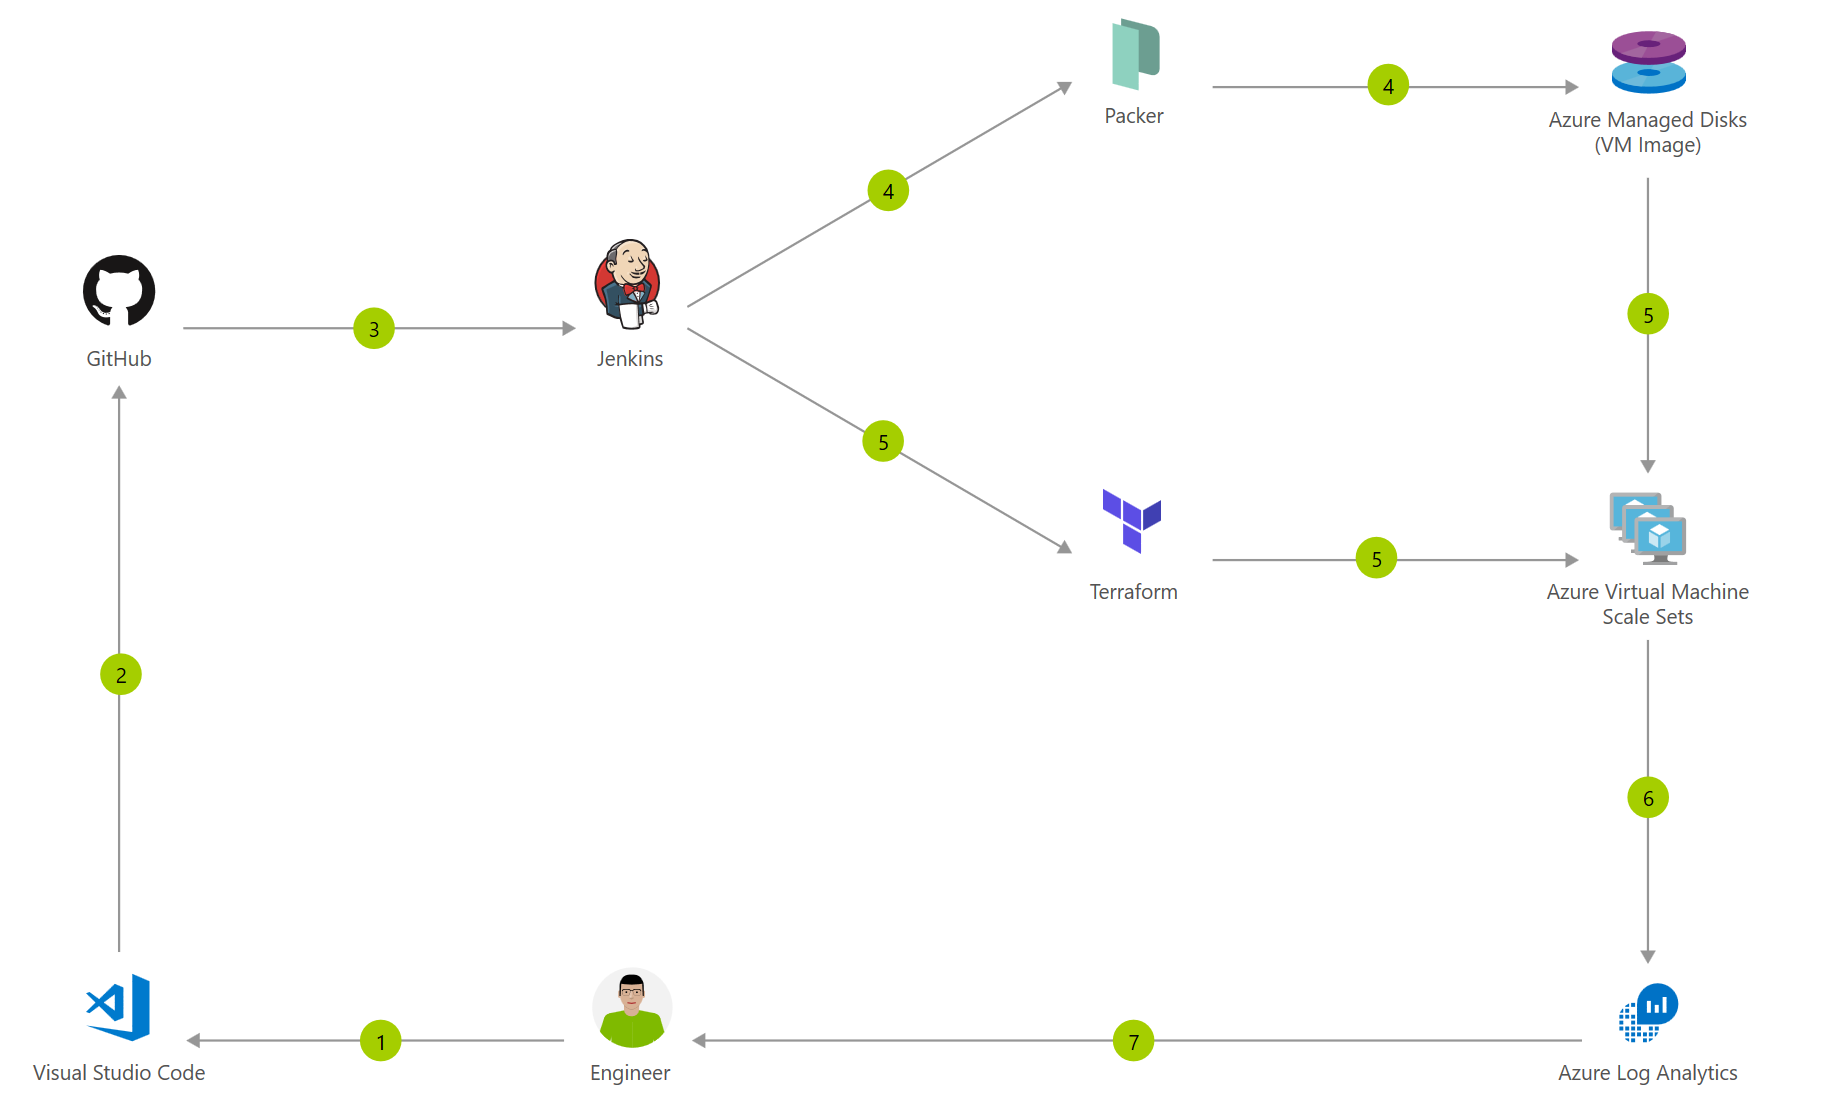 Packer
4
Azure Managed Disks
(VM Image)
4
GitHub
3
Jenkins
5
5
Terraform
5
Azure Virtual Machine
Scale Sets
2
6
Visual Studio Code
1
Engineer
7
Azure Log Analytics